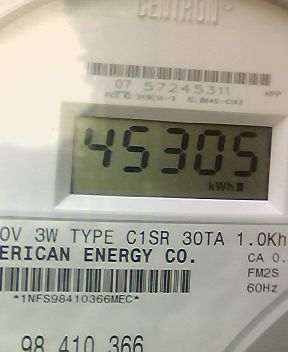 CENTRON
07 57245311
HPP
45305
kWh
0V 3W TYPE C1SR 30TA 1.0Kh
ERICAN ENERGY CO.
CA 0.
FM2S
*1NFS98410366MEC*
60Hz
98 410 366